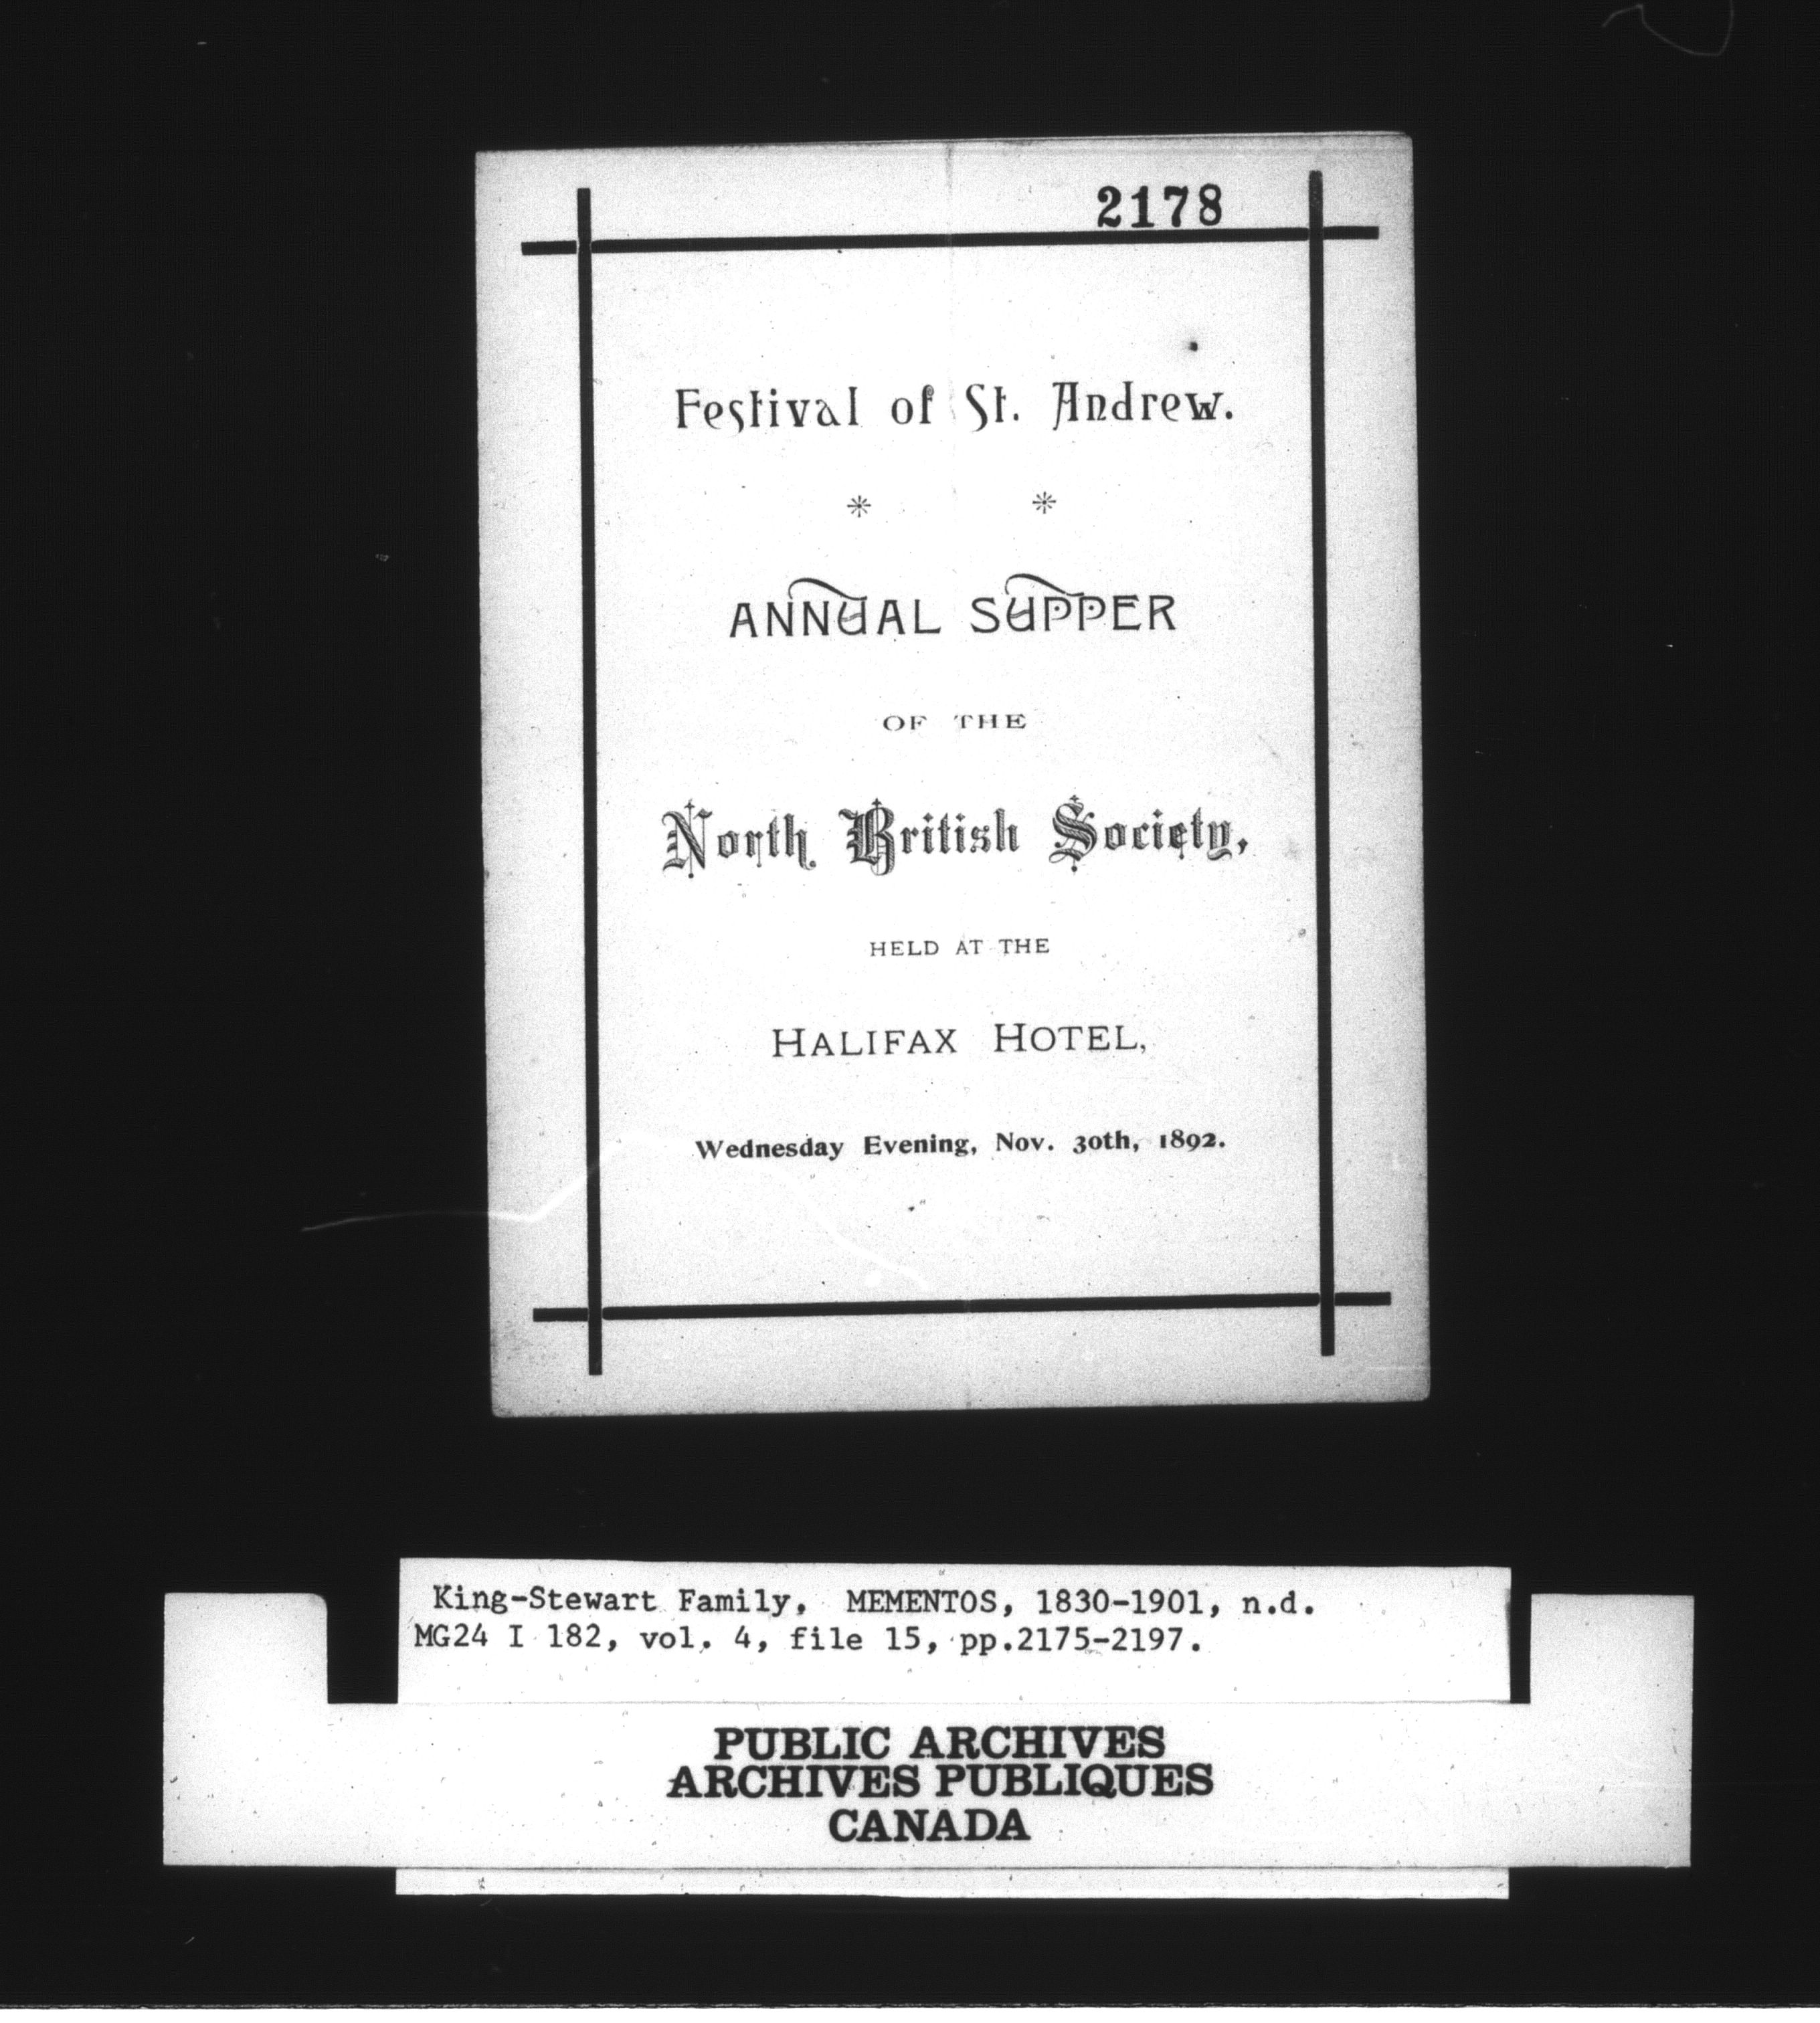 2178
Festival of St. Andrew.
* *
ANNUAL SUPPER
OF THE
North British Society,
HELD AT THE
HALIFAX HOTEL,
Wednesday Evening, Nov. 30th, 1892.
King-Stewart Family, MEMENTOS, 1830-1901, n.d.
MG24 I 182, vol. 4, file 15, pp.2175-2197.
PUBLIC ARCHIVES
ARCHIVES PUBLIQUES
CANADA